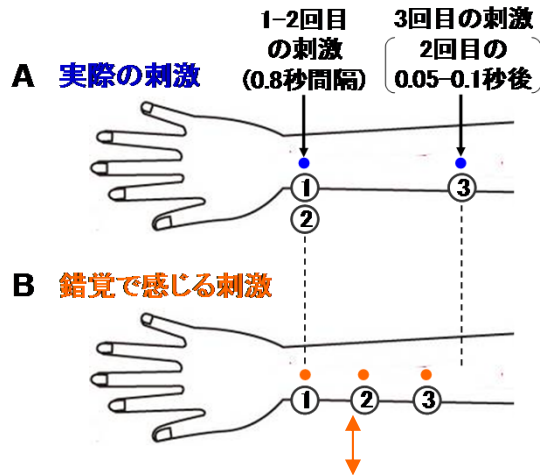 1-2回目
の刺激
(0.8秒間隔)
3回目の刺激
2回目の
0.05-0.1秒後
A 実際の刺激
①
②
③
B 錯覚で感じる刺激
① ② ③